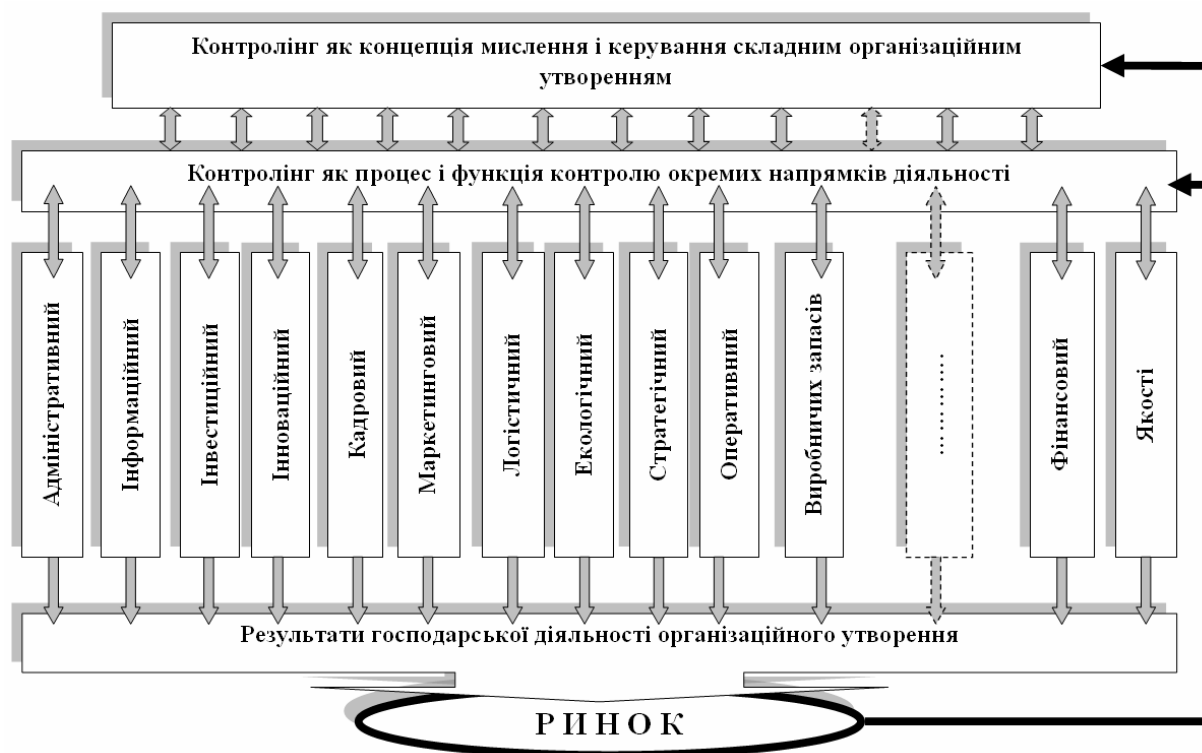 Контролінг як концепція мислення і керування складним організаційним
утворенням
Контролінг як процес і функція контролю окремих напрямків діяльності
Адміністративний
Інформаційний
Інвестиційний
Інноваційний
Кадровий
Маркетинговий
Логістичний
Екологічний
Стратегічний
Оперативний
Виробничих запасів
…………
Фінансовий
Якості
Результати господарської діяльності організаційного утворення
Р И Н О К